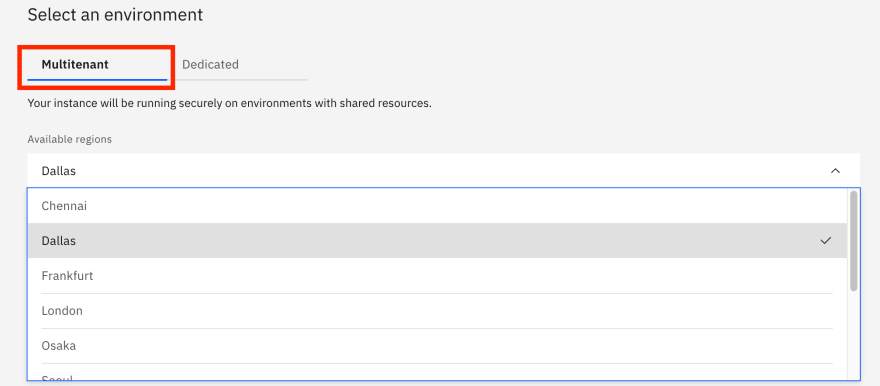 Select an environment
Multitenant Dedicated
Your instance will be running securely on environments with shared resources.
Available regions
Dallas
Chennai
Dallas
Frankfurt
London
Osaka
Seoul